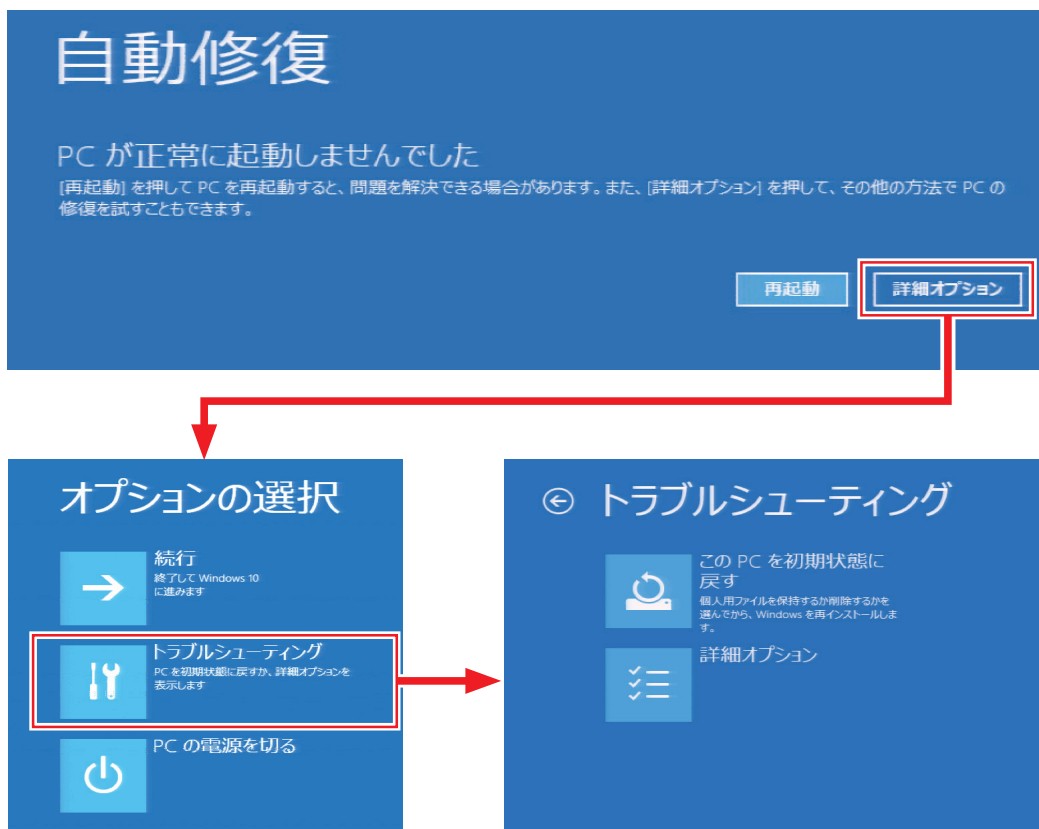 自動修復
PC が正常に起動しませんでした
[再起動] を押して PC を再起動すると、問題を解決できる場合があります。また、[詳細オプション] を押して、その他の方法で PC の
修復を試すこともできます。
再起動
詳細オプション
オプションの選択
続行
終了して Windows 10
に進みます
トラブルシューティング
PC を初期状態に戻すか、詳細オプションを
表示します
PC の電源を切る
トラブルシューティング
この PC を初期状態に
戻す
個人用ファイルを保持するか削除するかを
選んでから、Windows を再インストールしま
す。
詳細オプション